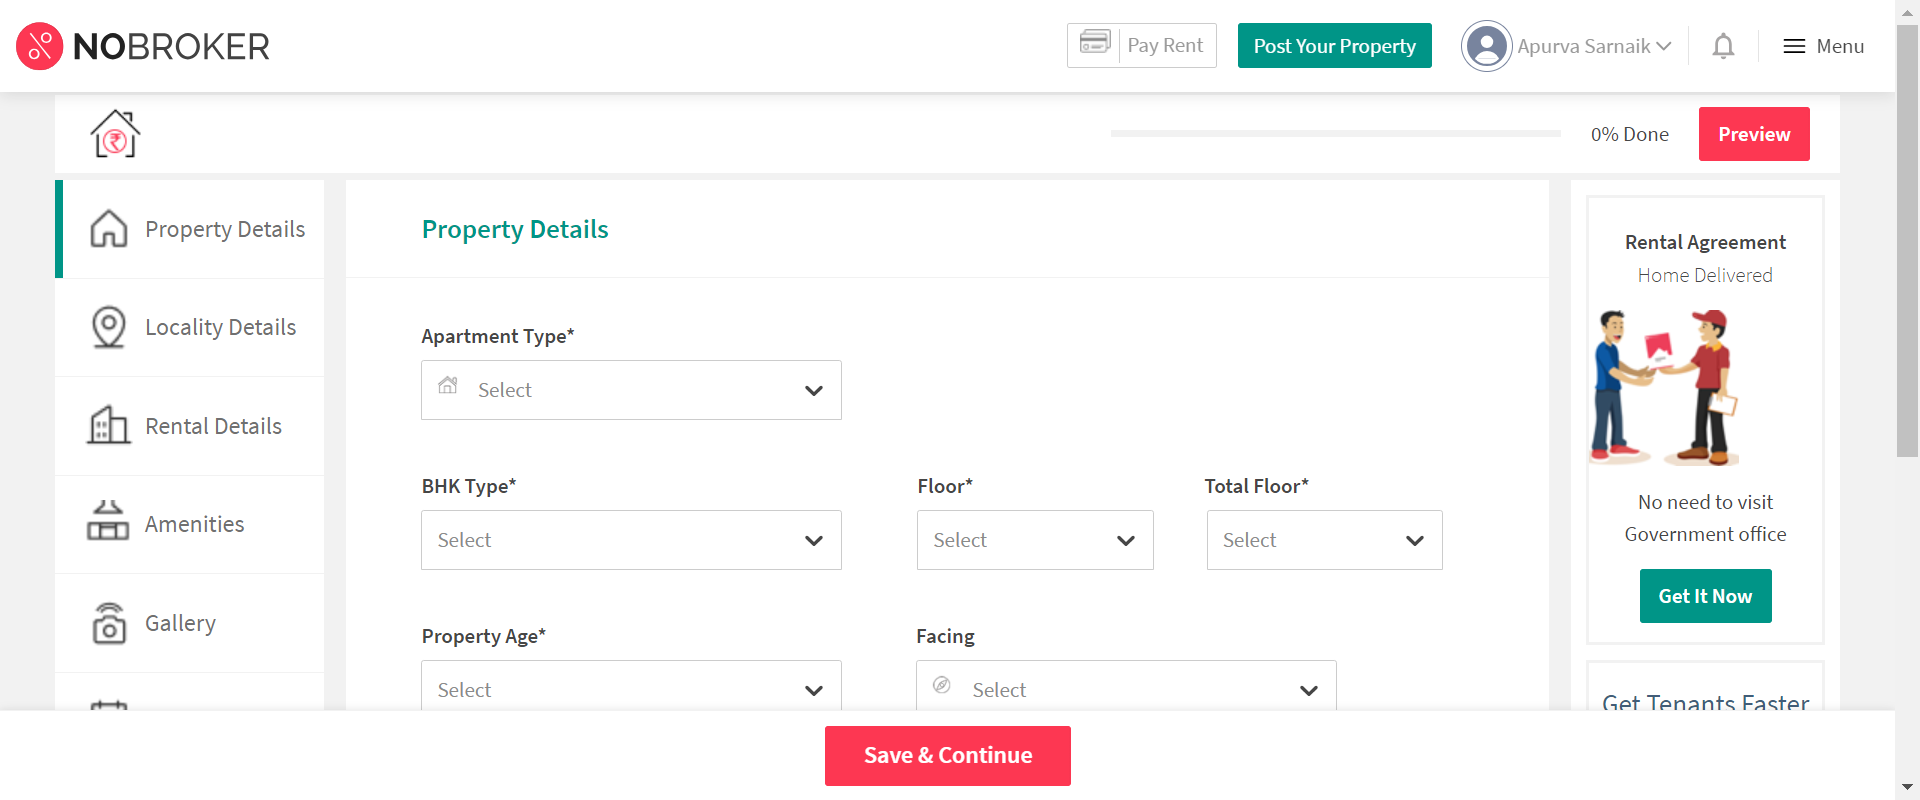 NOBROKER
Pay Rent
Post Your Property
Apurva Sarnaik
Menu
0% Done
Preview
Property Details
Locality Details
Rental Details
Amenities
Gallery
Property Details
Apartment Type*
Select
BHK Type*
Floor*
Total Floor*
Select
Select
Select
Property Age*
Facing
Select
Select
Save & Continue
Rental Agreement
Home Delivered
No need to visit
Government office
Get It Now
Get Tenants Faster